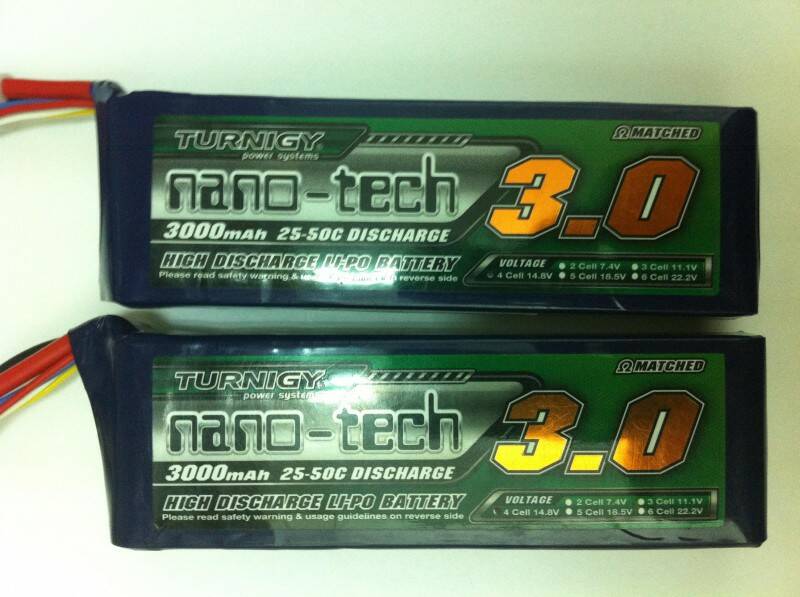 TURNIGY
power systems
Ω MATCHED
nano-tech
3.0
3000mAh 25-50C DISCHARGE
HIGH DISCHARGE LI-PO BATTERY
VOLTAGE 2 Cell 7.4V 3 Cell 11.1V
Please read safety warning & on reverse side
4 Cell 14.8V 5 Cell 18.5V 6 Cell 22.2V
TURNIGY
power systems
Ω MATCHED
nano-tech
3.0
3000mAh 25-50C DISCHARGE
HIGH DISCHARGE LI-PO BATTERY
VOLTAGE 2 Cell 7.4V 3 Cell 11.1V
Please read safety warning & usage guidelines on reverse side
4 Cell 14.8V 5 Cell 18.5V 6 Cell 22.2V